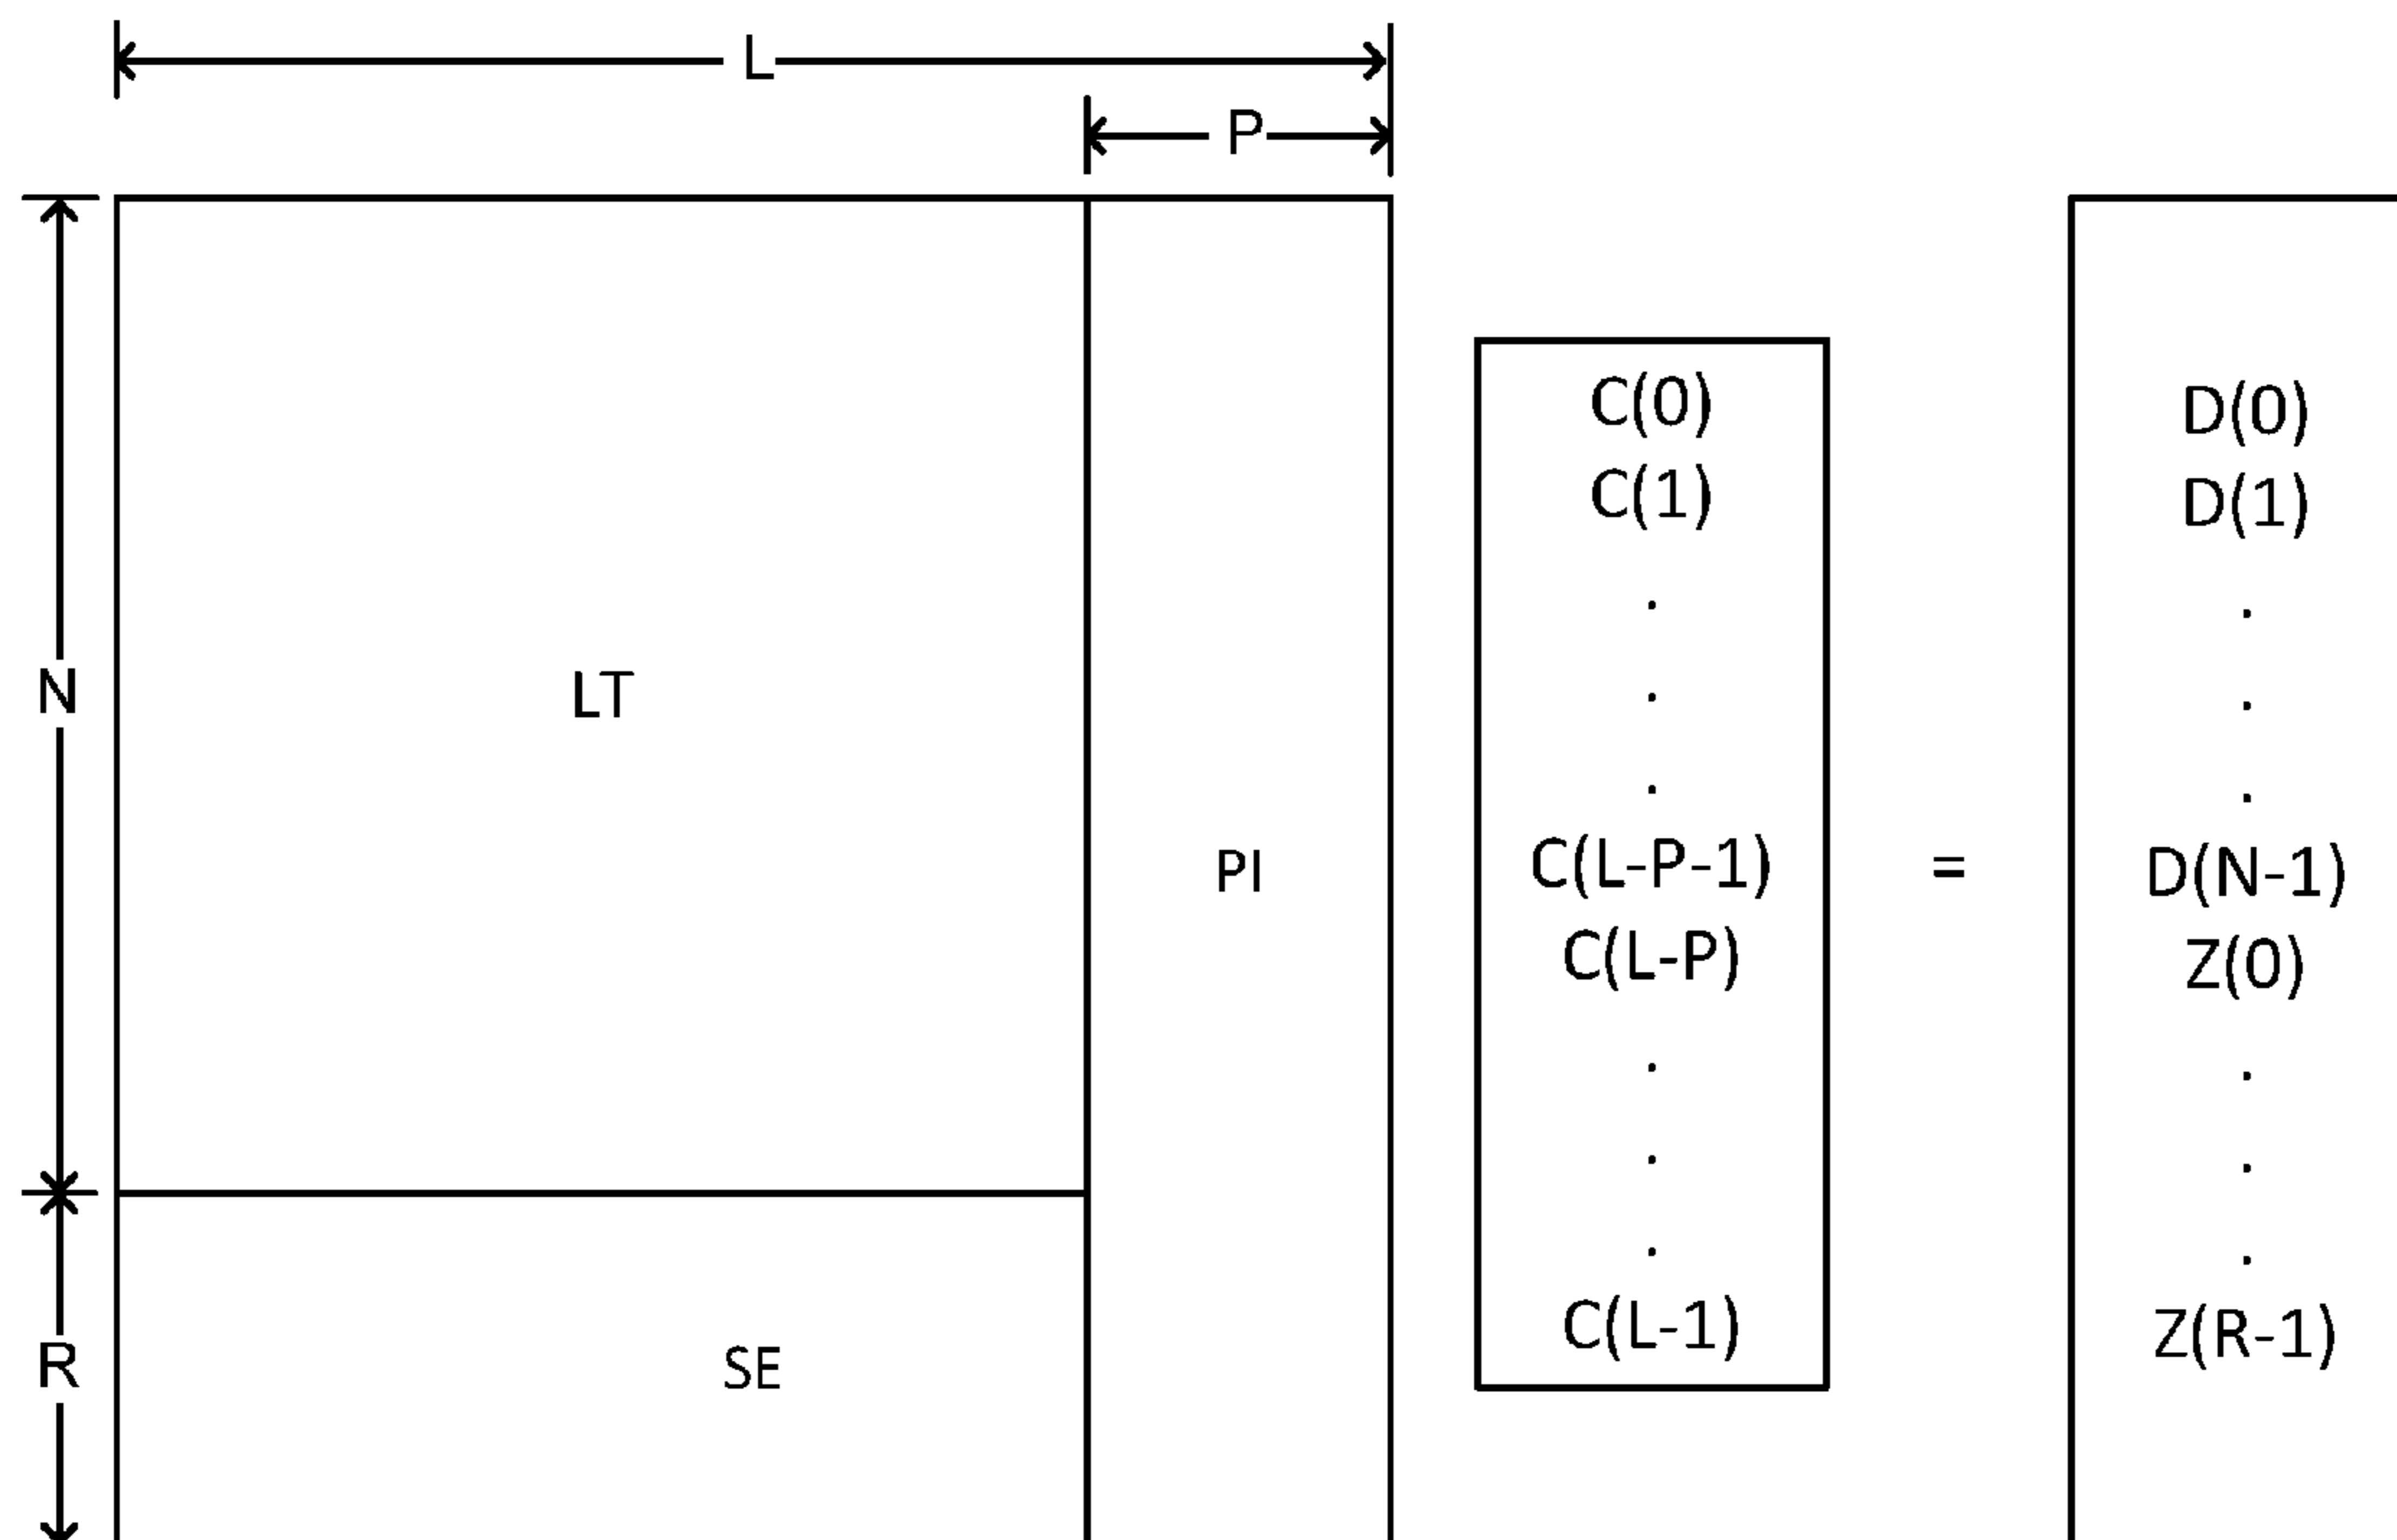 L
P
N
LT
PI
R
SE
C(0)
C(1)
.
.
.
C(L-P-1)
C(L-P)
.
.
.
C(L-1)
=
D(0)
D(1)
.
.
.
D(N-1)
Z(0)
.
.
.
Z(R-1)